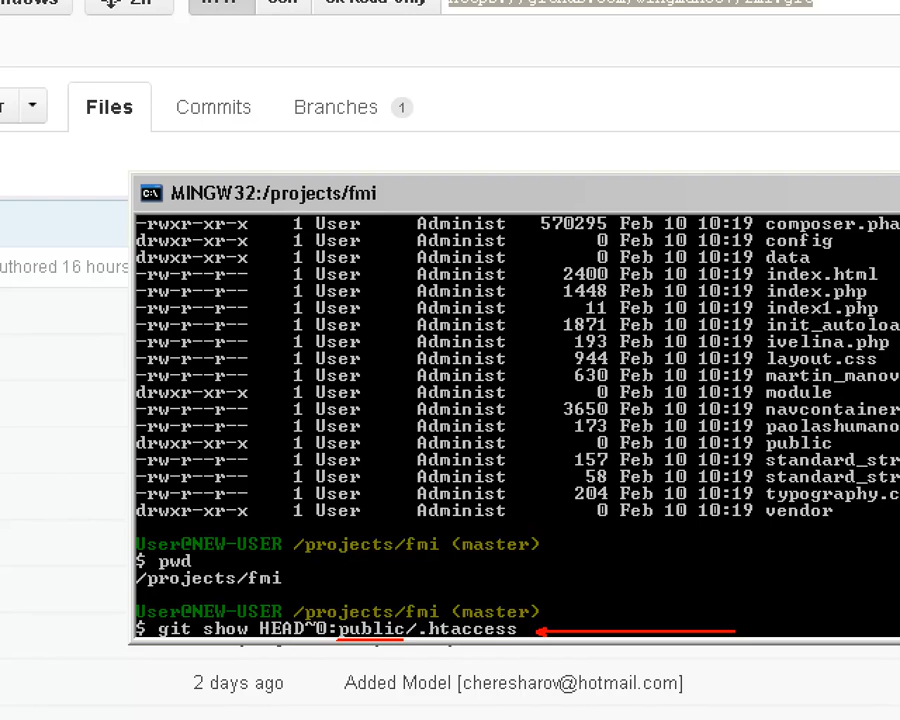 Zip HTTP SSH Git Read-Only
Files Commits Branches 1
MINGW32:/projects/fmi
-rwxr-xr-x 1 User Administ 570295 Feb 10 10:19 composer.pha
drwxr-xr-x 1 User Administ 0 Feb 10 10:19 config
drwxr-xr-x 1 User Administ 0 Feb 10 10:19 data
-rw-r--r-- 1 User Administ 2400 Feb 10 10:19 index.html
-rw-r--r-- 1 User Administ 1448 Feb 10 10:19 index.php
-rw-r--r-- 1 User Administ 11 Feb 10 10:19 index1.php
-rw-r--r-- 1 User Administ 1871 Feb 10 10:19 init_autoloa
-rw-r--r-- 1 User Administ 193 Feb 10 10:19 ivelina.php
-rw-r--r-- 1 User Administ 944 Feb 10 10:19 layout.css
-rw-r--r-- 1 User Administ 630 Feb 10 10:19 martin_manov
drwxr-xr-x 1 User Administ 0 Feb 10 10:19 module
-rw-r--r-- 1 User Administ 3650 Feb 10 10:19 navcontainer
-rw-r--r-- 1 User Administ 173 Feb 10 10:19 paolashumano
drwxr-xr-x 1 User Administ 0 Feb 10 10:19 public
-rw-r--r-- 1 User Administ 157 Feb 10 10:19 standard_str
-rw-r--r-- 1 User Administ 58 Feb 10 10:19 standard_str
-rw-r--r-- 1 User Administ 204 Feb 10 10:19 typography.c
drwxr-xr-x 1 User Administ 0 Feb 10 10:19 vendor
uthored 16 hours
User@NEW-USER /projects/fmi (master)
$ pwd
/projects/fmi
User@NEW-USER /projects/fmi (master)
$ git show HEAD~0:public/.htaccess
2 days ago Added Model [cheresharov@hotmail.com]